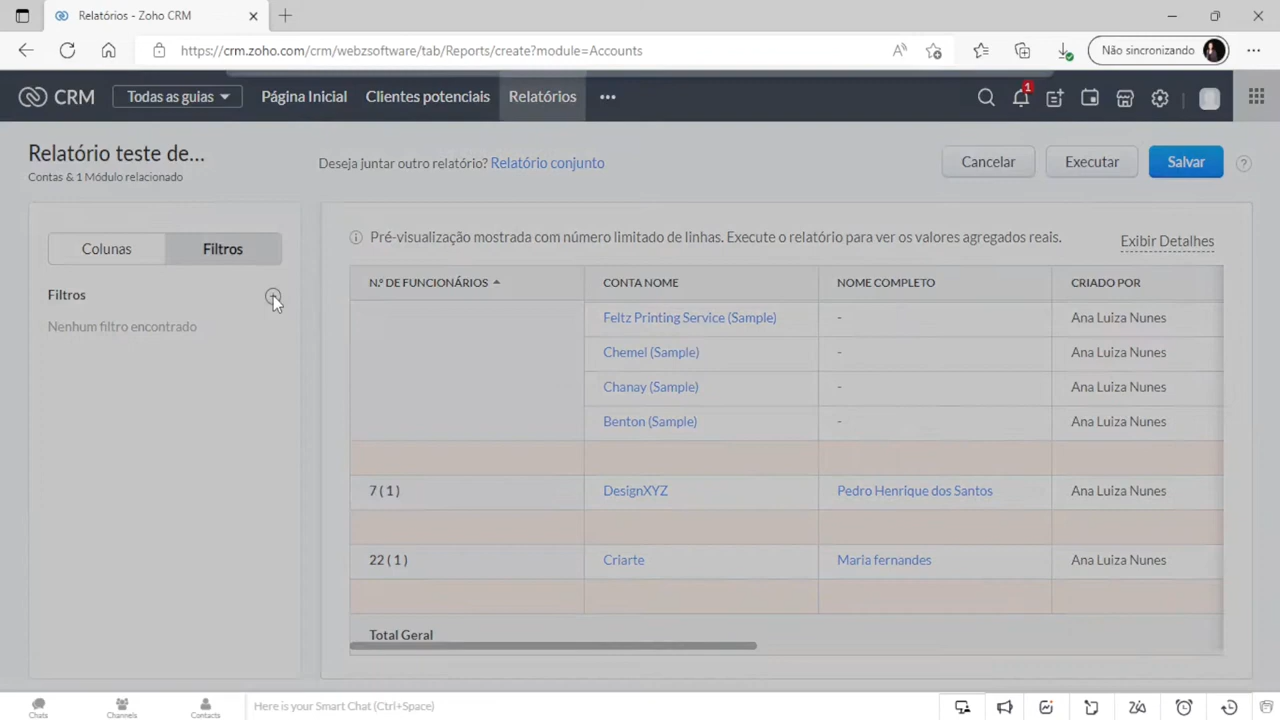 Relatórios - Zoho CRM
https://crm.zoho.com/crm/webzsoftware/tab/Reports/create?module=Accounts
Não sincronizando
CRM
Todas as guias
Página Inicial
Clientes potenciais
Relatórios
1
Relatório teste de...
Contas & 1 Módulo relacionado
Deseja juntar outro relatório? Relatório conjunto
Cancelar
Executar
Salvar
Colunas
Filtros
Filtros
Nenhum filtro encontrado
Pré-visualização mostrada com número limitado de linhas. Execute o relatório para ver os valores agregados reais.
Exibir Detalhes
N.º DE FUNCIONÁRIOS CONTA NOME NOME COMPLETO CRIADO POR
Feltz Printing Service (Sample) - Ana Luiza Nunes
Chemel (Sample) - Ana Luiza Nunes
Chanay (Sample) - Ana Luiza Nunes
Benton (Sample) - Ana Luiza Nunes
7 ( 1 ) DesignXYZ Pedro Henrique dos Santos Ana Luiza Nunes
22 ( 1 ) Criarte Maria fernandes Ana Luiza Nunes
Total Geral
Chats
Channels
Contacts
Here is your Smart Chat (Ctrl+Space)